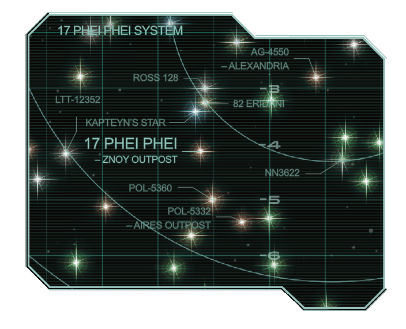 17 PHEI PHEI SYSTEM
AG-4550
– ALEXANDRIA
ROSS 128
-3
LTT-12352
82 ERIDANI
KAPTEYN'S STAR
17 PHEI PHEI
– ZNOY OUTPOST
-4
NN3622
POL-5360
-5
POL-5332
– AIRES OUTPOST
-6